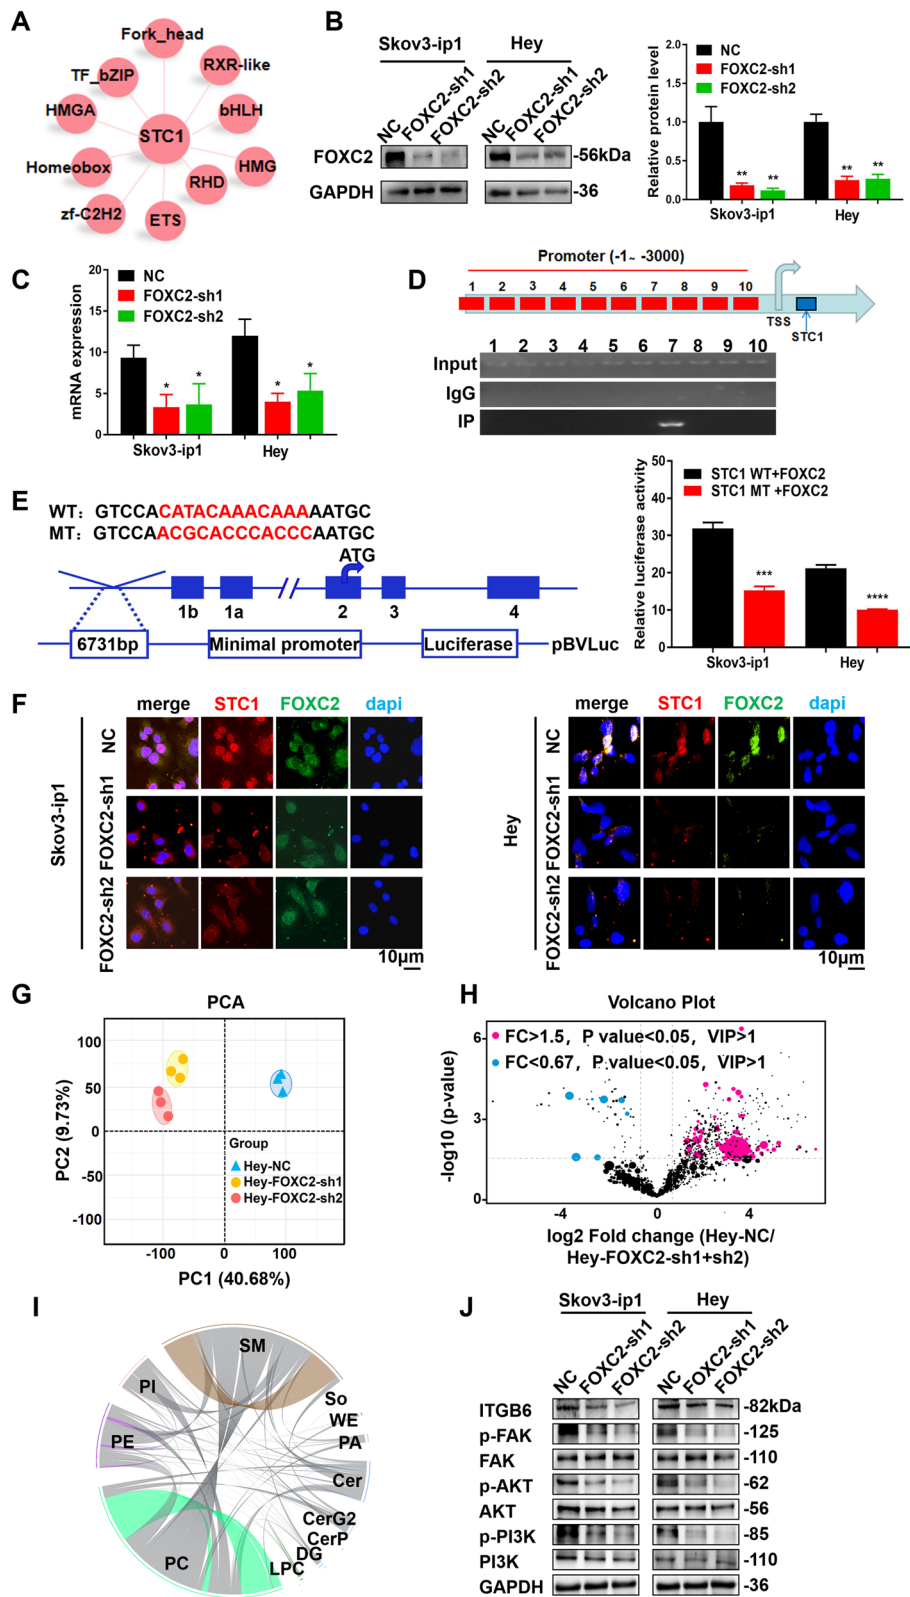 A
Fork_head
TF_bZIP
RXR-like
HMGA
bHLH
STC1
Homeobox
HMG
RHD
zf-C2H2
ETS
B
Skov3-ip1
Hey
NC
FOXC2-sh1
FOXC2-sh2
NC
FOXC2-sh1
FOXC2-sh2
FOXC2
-56kDa
GAPDH
-36
Relative protein level
2.0
1.5
1.0
0.5
0.0
NC
FOXC2-sh1
FOXC2-sh2
** ** ** **
Skov3-ip1 Hey
C
mRNA expression
20
15
10
5
0
NC
FOXC2-sh1
FOXC2-sh2
* * * *
Skov3-ip1 Hey
D
Promoter (-1~ -3000)
1 2 3 4 5 6 7 8 9 10
TSS
STC1
1 2 3 4 5 6 7 8 9 10
Input
IgG
IP
E
WT: GTCCACATACAAACAAAAATGC
MT: GTCCAACGCACCCACCCAATGC
ATG
1b 1a 2 3 4
6731bp Minimal promoter Luciferase pBVLuc
Relative luciferase activity
50
40
30
20
10
0
STC1 WT+FOXC2
STC1 MT +FOXC2
*** ****
Skov3-ip1 Hey
F
merge STC1 FOXC2 dapi
Skov3-ip1
NC
FOXC2-sh1
FOXC2-sh2
10μm
merge STC1 FOXC2 dapi
Hey
NC
FOXC2-sh1
FOXC2-sh2
10μm
G
PCA
PC2 (9.73%)
100
50
0
-50
-100
Group
Hey-NC
Hey-FOXC2-sh1
Hey-FOXC2-sh2
-100 0 100
PC1 (40.68%)
H
Volcano Plot
-log10 (p-value)
6
3
0
FC>1.5, P value<0.05, VIP>1
FC<0.67, P value<0.05, VIP>1
-4 0 4
log2 Fold change (Hey-NC/
Hey-FOXC2-sh1+sh2)
I
SM
So
WE
PA
Cer
CerG2
CerP
DG
LPC
PC
PE
PI
J
Skov3-ip1
Hey
NC
FOXC2-sh1
FOXC2-sh2
NC
FOXC2-sh1
FOXC2-sh2
ITGB6 -82kDa
p-FAK -125
FAK -110
p-AKT -62
AKT -56
p-PI3K -85
PI3K -110
GAPDH -36